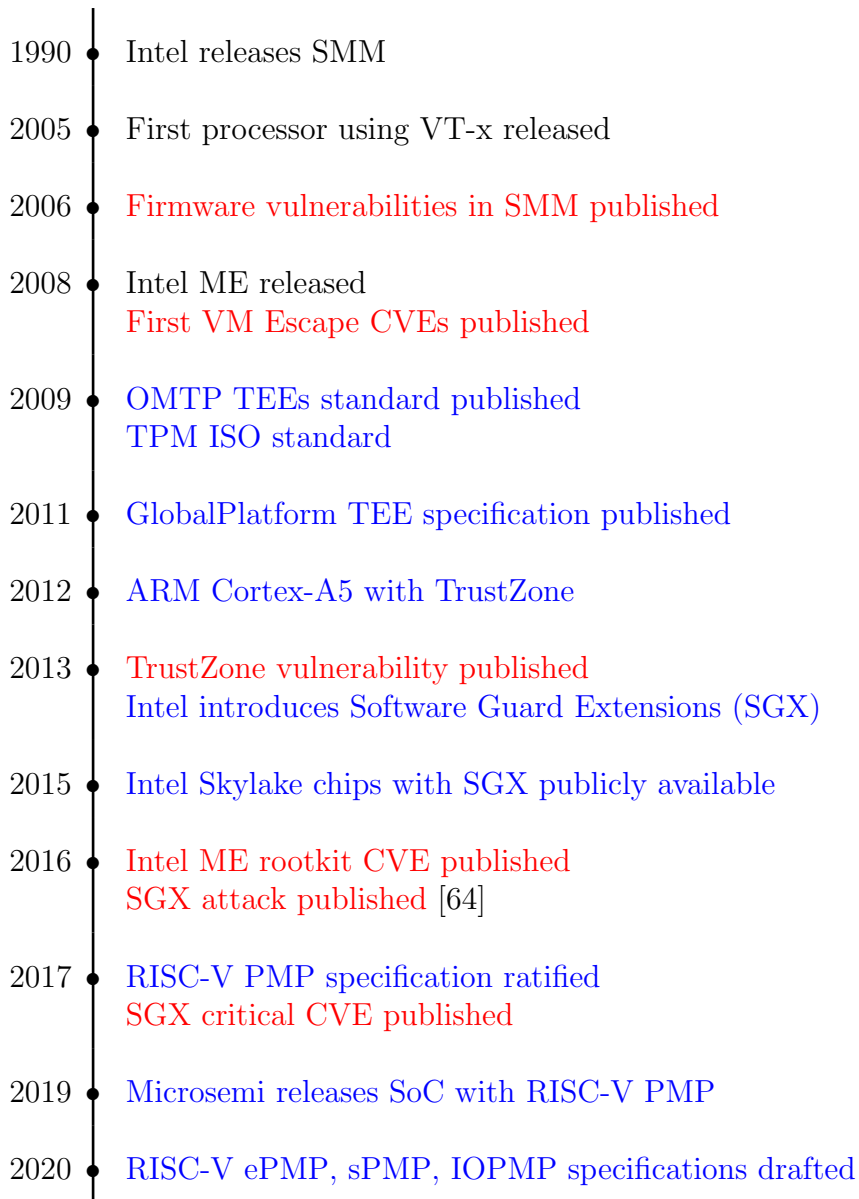 1990 Intel releases SMM
2005 First processor using VT-x released
2006 Firmware vulnerabilities in SMM published
2008 Intel ME released
First VM Escape CVEs published
2009 OMTP TEEs standard published
TPM ISO standard
2011 GlobalPlatform TEE specification published
2012 ARM Cortex-A5 with TrustZone
2013 TrustZone vulnerability published
Intel introduces Software Guard Extensions (SGX)
2015 Intel Skylake chips with SGX publicly available
2016 Intel ME rootkit CVE published
SGX attack published [64]
2017 RISC-V PMP specification ratified
SGX critical CVE published
2019 Microsemi releases SoC with RISC-V PMP
2020 RISC-V ePMP, sPMP, IOPMP specifications drafted